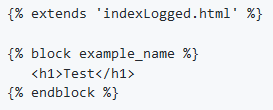 {% extends 'indexLogged.html' %}

{% block example_name %}
    <h1>Test</h1>
{% endblock %}